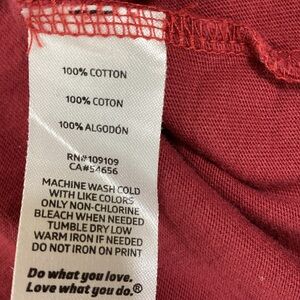 100% COTTON
100% COTON
100% ALGODÓN
RN#109109
CA#54656
MACHINE WASH COLD
WITH LIKE COLORS
ONLY NON-CHLORINE
BLEACH WHEN NEEDED
TUMBLE DRY LOW
WARM IRON IF NEEDED
DO NOT IRON ON PRINT
Do what you love.
Love what you do.®